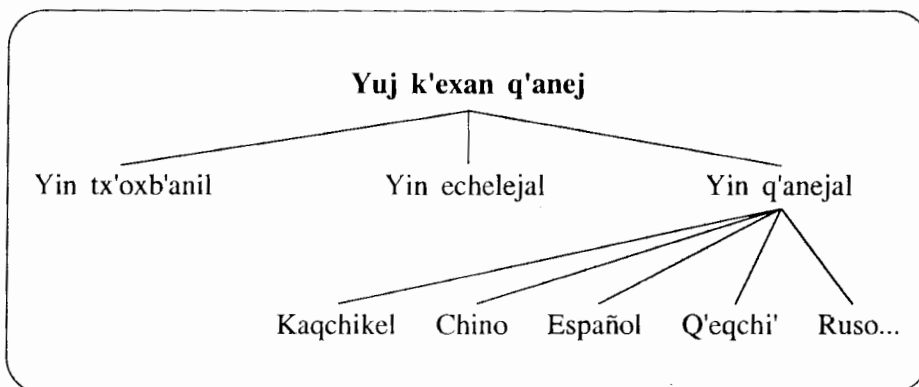 Yuj k'exan q'anej
Yin tx'oxb'anil Yin echelejal Yin q'anejal
Kaqchikel Chino Español Q'eqchi' Ruso...